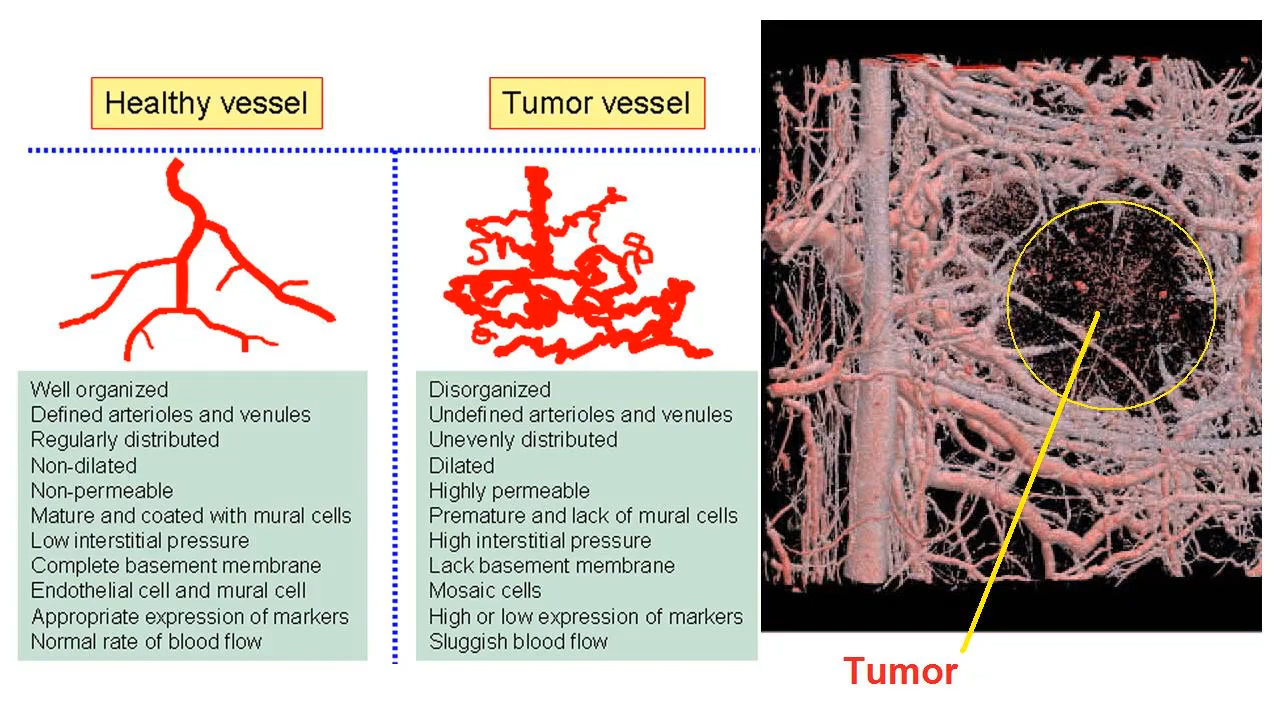 Healthy vessel
Well organized
Defined arterioles and venules
Regularly distributed
Non-dilated
Non-permeable
Mature and coated with mural cells
Low interstitial pressure
Complete basement membrane
Endothelial cell and mural cell
Appropriate expression of markers
Normal rate of blood flow
Tumor vessel
Disorganized
Undefined arterioles and venules
Unevenly distributed
Dilated
Highly permeable
Premature and lack of mural cells
High interstitial pressure
Lack basement membrane
Mosaic cells
High or low expression of markers
Sluggish blood flow
Tumor